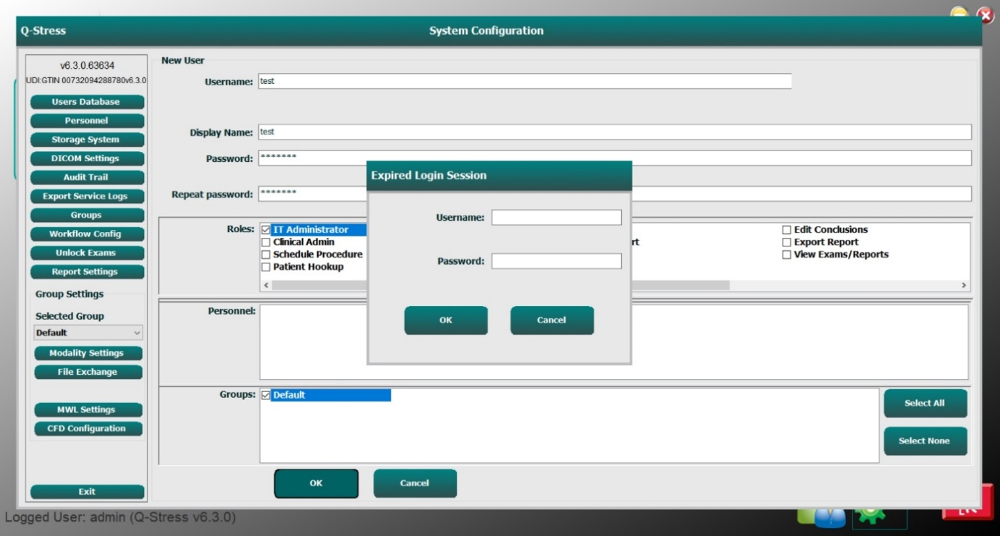 Q-Stress
System Configuration
v6.3.0.63634
UDI:GTIN 00732094288780v6.3.0
Users Database
Personnel
Storage System
DICOM Settings
Audit Trail
Export Service Logs
Groups
Workflow Config
Unlock Exams
Report Settings
Group Settings
Selected Group
Default
Modality Settings
File Exchange
MWL Settings
CFD Configuration
Exit
New User
Username: test
Display Name: test
Password: *******
Repeat password: *******
Roles:
IT Administrator
Clinical Admin
Schedule Procedure
Patient Hookup
Edit Conclusions
Export Report
View Exams/Reports
Expired Login Session
Username:
Password:
OK
Cancel
Personnel:
Groups:
Default
Select All
Select None
OK
Cancel
Logged User: admin (Q-Stress v6.3.0)